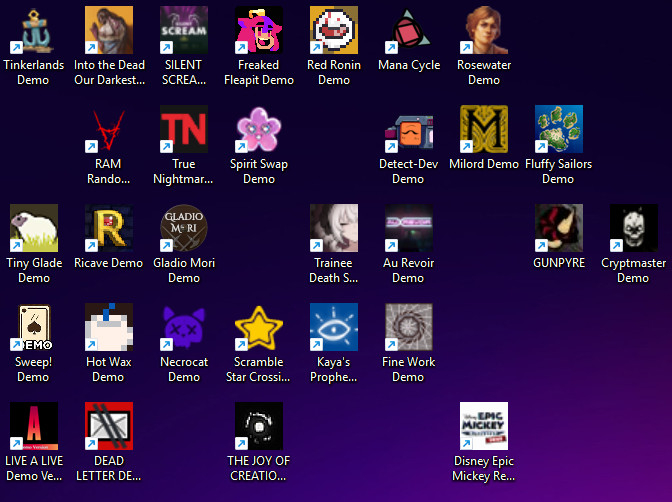 SCREAM
Tinkerlands
Demo
Into the Dead
Our Darkest...
SILENT
SCREA...
Freaked
Fleapit Demo
Red Ronin
Demo
Mana Cycle
Rosewater
Demo
TN
M
RAM
Rando...
True
Nightmar...
Spirit Swap
Demo
Detect-Dev
Demo
Milord Demo
Fluffy Sailors
Demo
R
GLADIO
MORI
Tiny Glade
Demo
Ricave Demo
Gladio Mori
Demo
Trainee
Death S...
Au Revoir
Demo
GUNPYRE
Cryptmaster
Demo
DEMO
Sweep!
Demo
Hot Wax
Demo
Necrocat
Demo
Scramble
Star Crossi...
Kaya's
Prophe...
Fine Work
Demo
A
Disney EPIC
MICKEY
LIVE A LIVE
Demo Ve...
DEAD
LETTER DE...
THE JOY OF
CREATIO...
Disney Epic
Mickey Re...